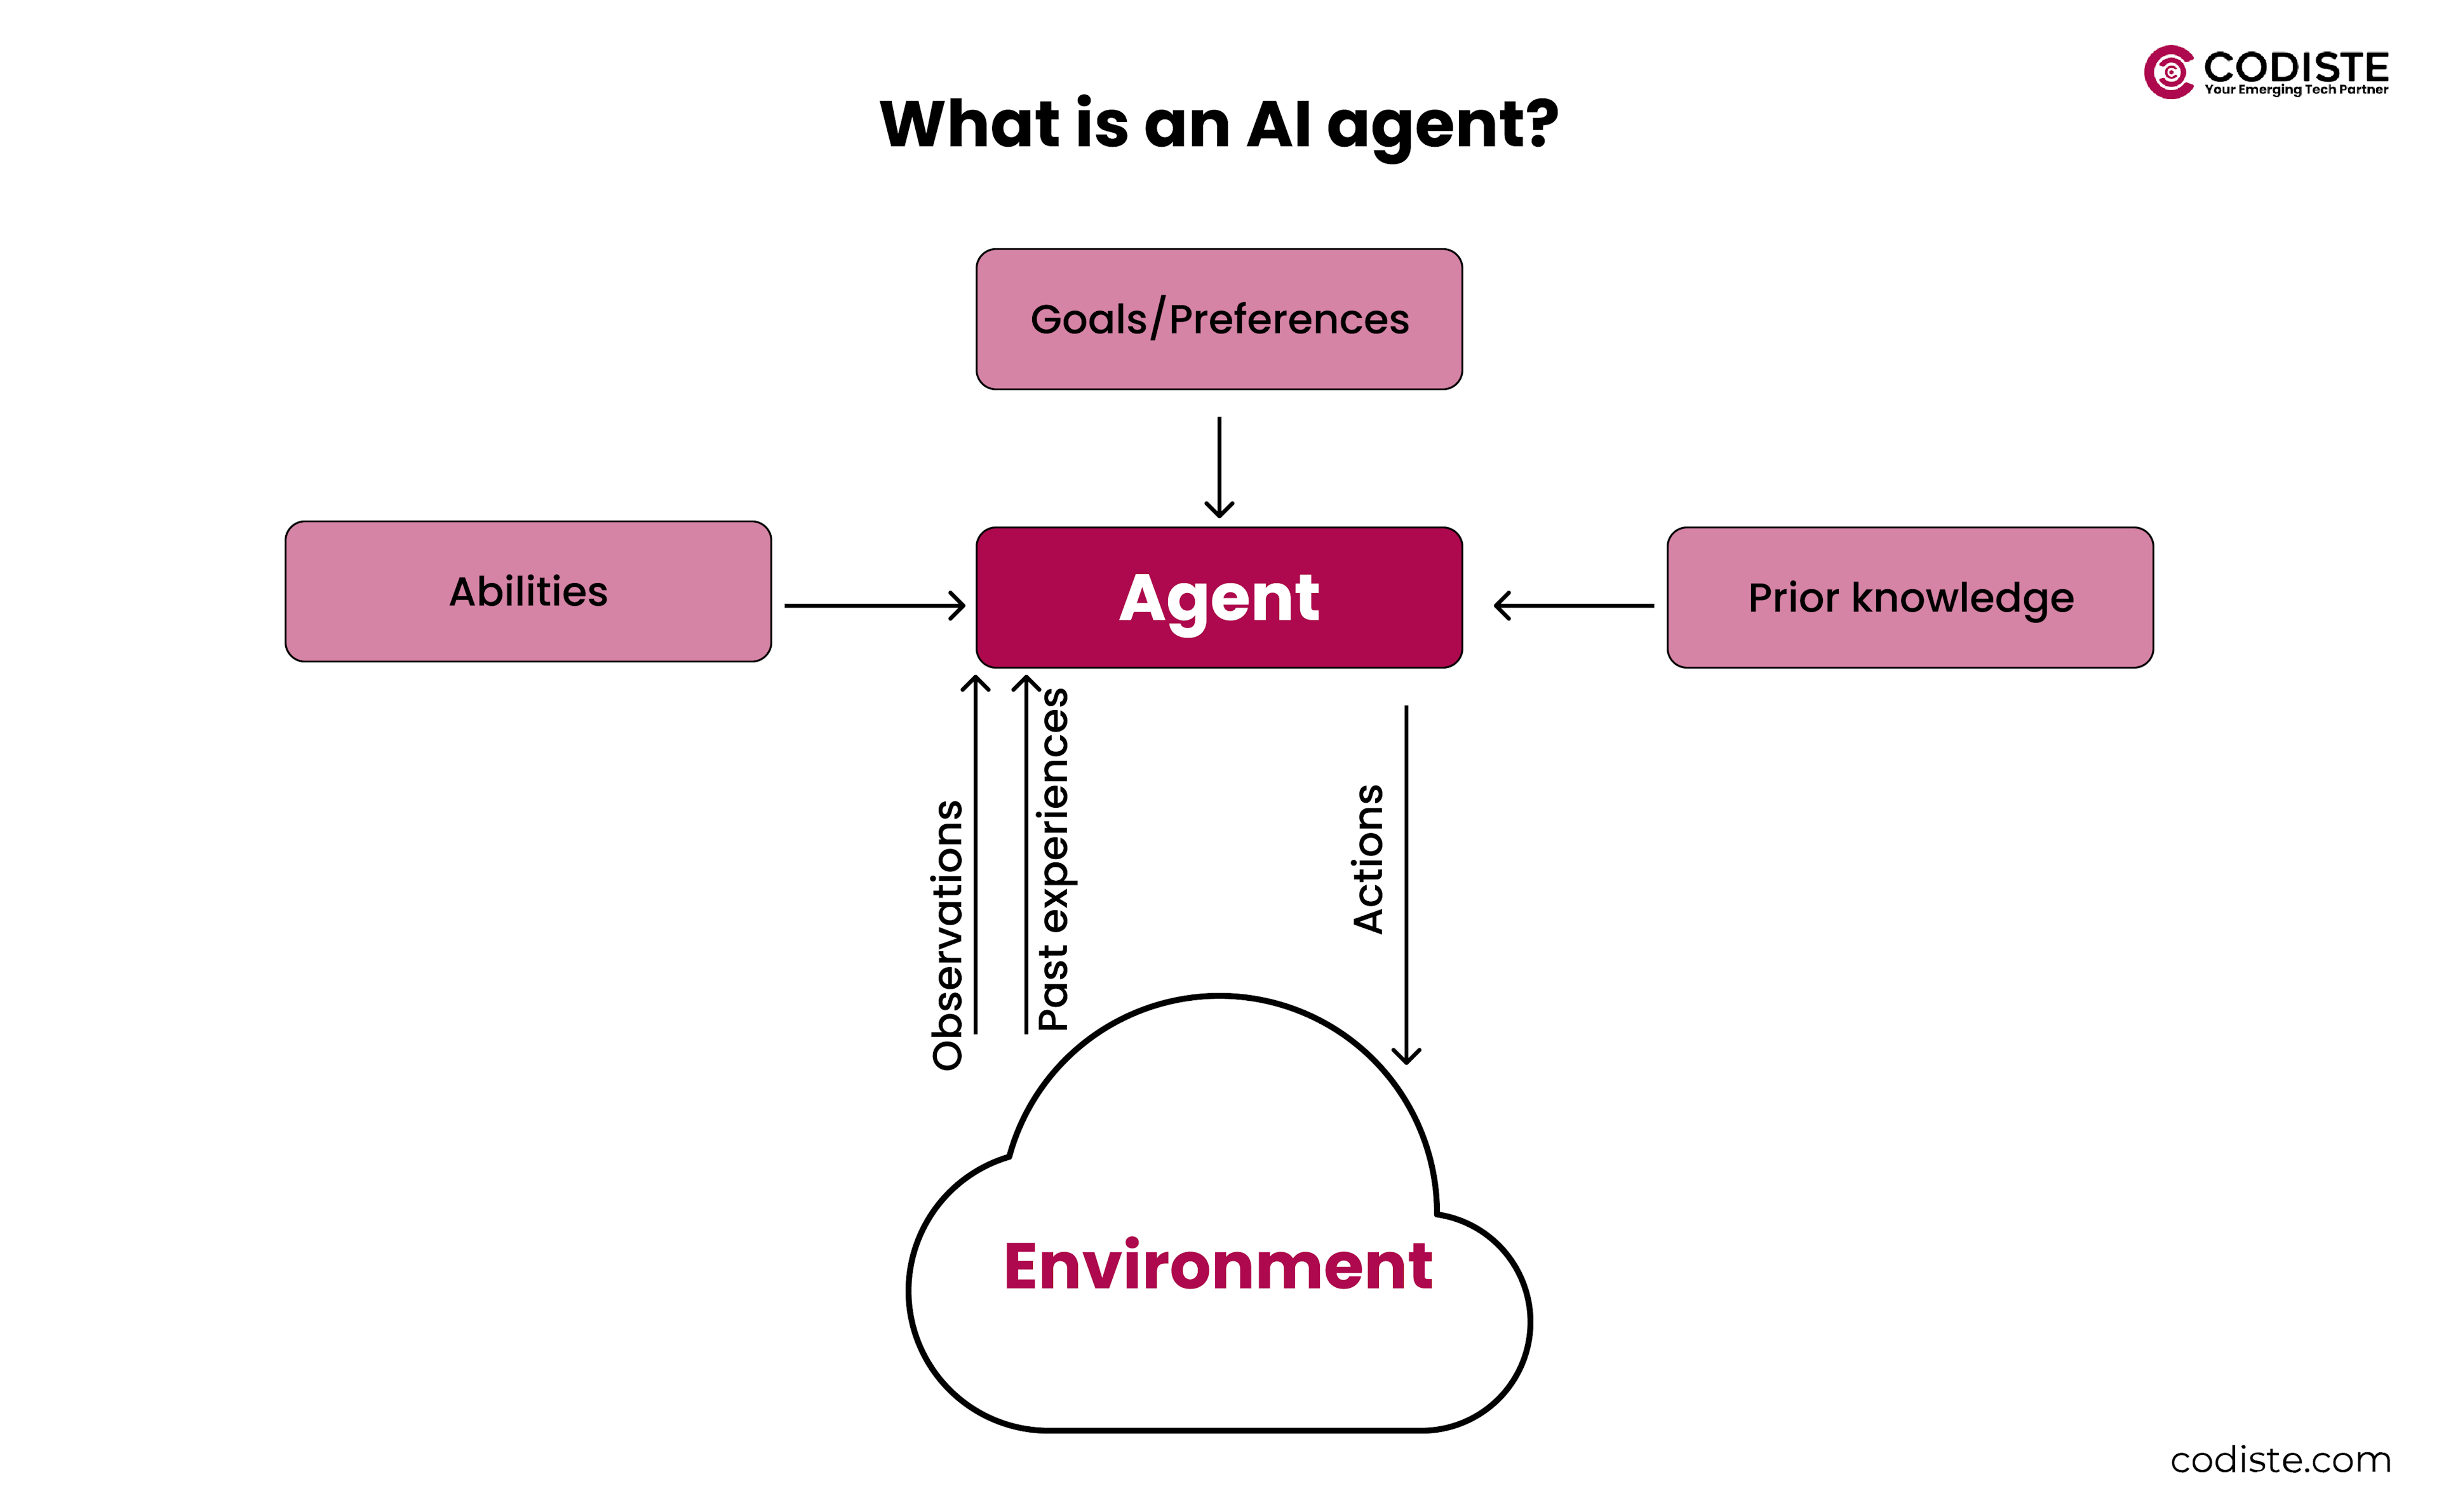 CODISTE
Your Emerging Tech Partner
What is an AI agent?
Goals/Preferences
Abilities
Agent
Prior knowledge
Observations
Past experiences
Actions
Environment
codiste.com